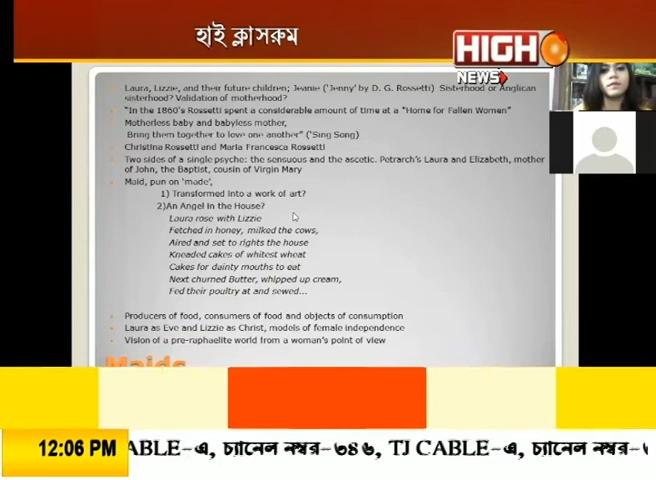 হাই ক্লাসরুম
HIGH
NEWS
Laura, Lizzie, and their future children; Jeanie ('Jenny'by D. G. Rossetti) Sisterhood or Anglican
sisterhood? Validation of motherhood?
"In the 1860's Rossetti spent a considerable amount of time at a "Home for Fallen Women"
Motherless baby and babyless mother,
Bring them together to love one another" ('Sing Song)
Christina Rossetti and Maria Francesca Rossetti
Two sides of a single psyche: the sensuous and the ascetic. Petrarch's Laura and Elizabeth, mother
of John, the Baptist, cousin of Virgin Mary
Maid, pun on 'made',
1) Transformed into a work of art?
2)An Angel in the House?
Laura rose with Lizzie
Fetched in honey, milked the cows,
Aired and set to rights the house
Kneaded cakes of whitest wheat
Cakes for dainty mouths to eat
Next churned Butter, whipped up cream,
Fed their poultry at and sewed...
Producers of food, consumers of food and objects of consumption
Laura as Eve and Lizzie as Christ, models of female independence
Vision of a pre-raphaelite world from a woman's point of view
Maids
12:06 PM ABLE-এ, চ্যানেল নম্বর-৩৪৬, TJ CABLE-এ, চ্যানেল নম্বর-